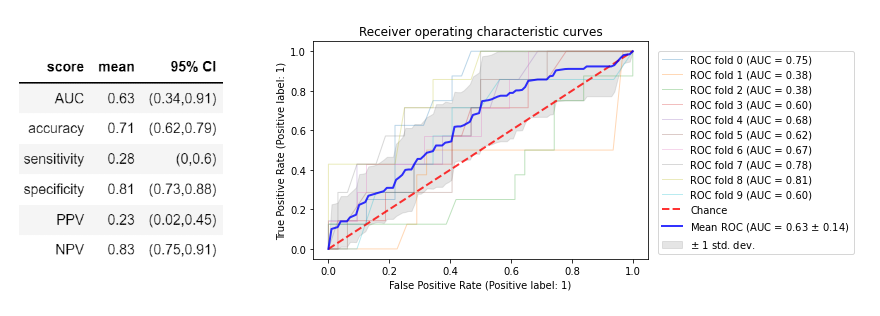 score mean 95% CI
AUC 0.63 (0.34,0.91)
accuracy 0.71 (0.62,0.79)
sensitivity 0.28 (0,0.6)
specificity 0.81 (0.73,0.88)
PPV 0.23 (0.02,0.45)
NPV 0.83 (0.75,0.91)
Receiver operating characteristic curves
True Positive Rate (Positive label: 1)
1.0
0.8
0.6
0.4
0.2
0.0
0.0 0.2 0.4 0.6 0.8 1.0
False Positive Rate (Positive label: 1)
ROC fold 0 (AUC = 0.75)
ROC fold 1 (AUC = 0.38)
ROC fold 2 (AUC = 0.38)
ROC fold 3 (AUC = 0.60)
ROC fold 4 (AUC = 0.68)
ROC fold 5 (AUC = 0.62)
ROC fold 6 (AUC = 0.67)
ROC fold 7 (AUC = 0.78)
ROC fold 8 (AUC = 0.81)
ROC fold 9 (AUC = 0.60)
Chance
Mean ROC (AUC = 0.63 ± 0.14)
± 1 std. dev.